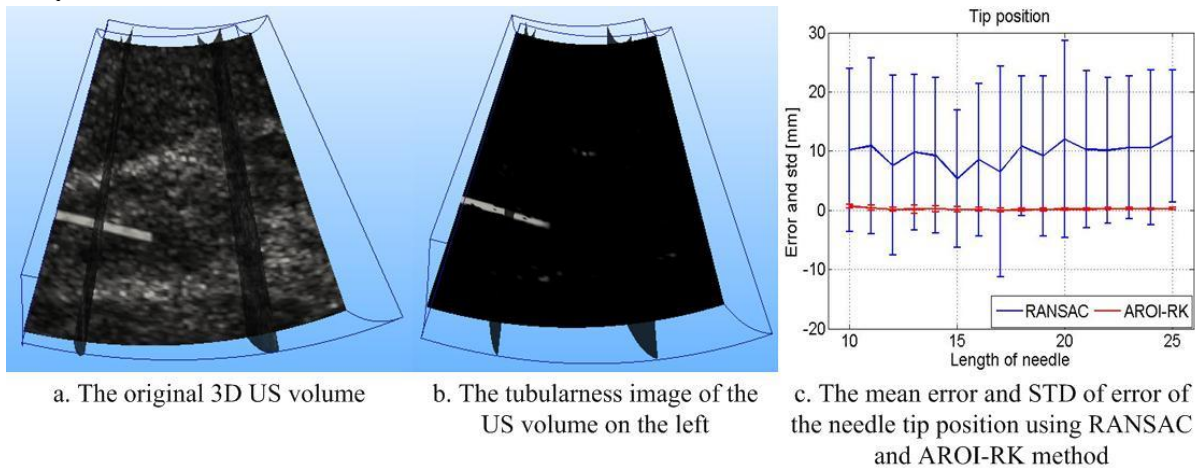 Tip position
30
20
10
0
-10
-20
Error and std [mm]
RANSAC
AROI-RK
10
15
20
25
Length of needle
a. The original 3D US volume
b. The tubularness image of the
US volume on the left
c. The mean error and STD of error of
the needle tip position using RANSAC
and AROI-RK method